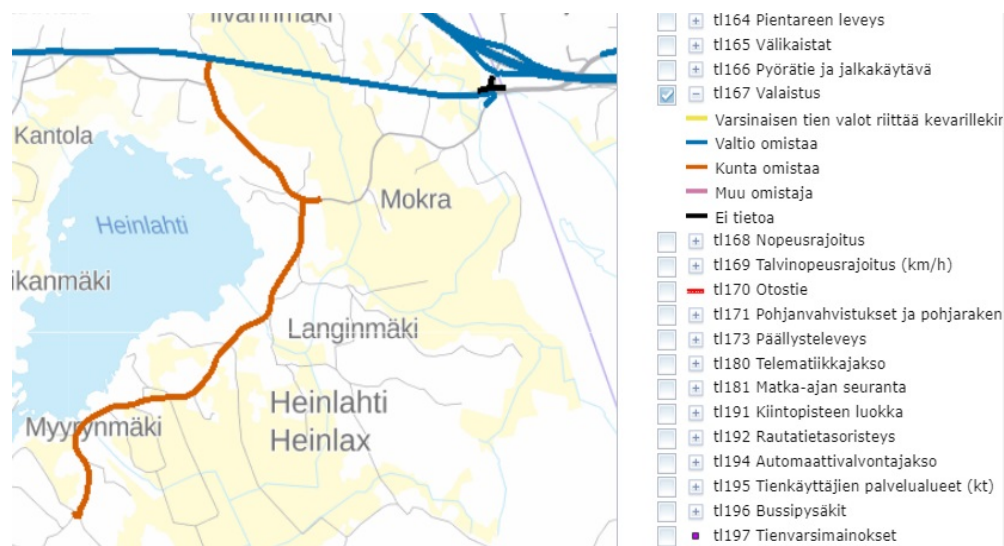 Kantola
Heinlahti
Mokra
ikanmäki
Langinmäki
Heinlahti
Heinlax
Myyrynmäki
tl164 Pientareen leveys
tl165 Välikaistat
tl166 Pyörätie ja jalkakäytävä
tl167 Valaistus
Varsinaisen tien valot riittää kevarillekin
Valtio omistaa
Kunta omistaa
Muu omistaja
Ei tietoa
tl168 Nopeusrajoitus
tl169 Talvinopeusrajoitus (km/h)
tl170 Otostie
tl171 Pohjanvahvistukset ja pohjaraken
tl173 Päällysteleveys
tl180 Telematiikkajakso
tl181 Matka-ajan seuranta
tl191 Kiintopisteen luokka
tl192 Rautatietasoristeys
tl194 Automaattivalvontajakso
tl195 Tienkäyttäjien palvelualueet (kt)
tl196 Bussipysäkit
tl197 Tienvarsimainokset